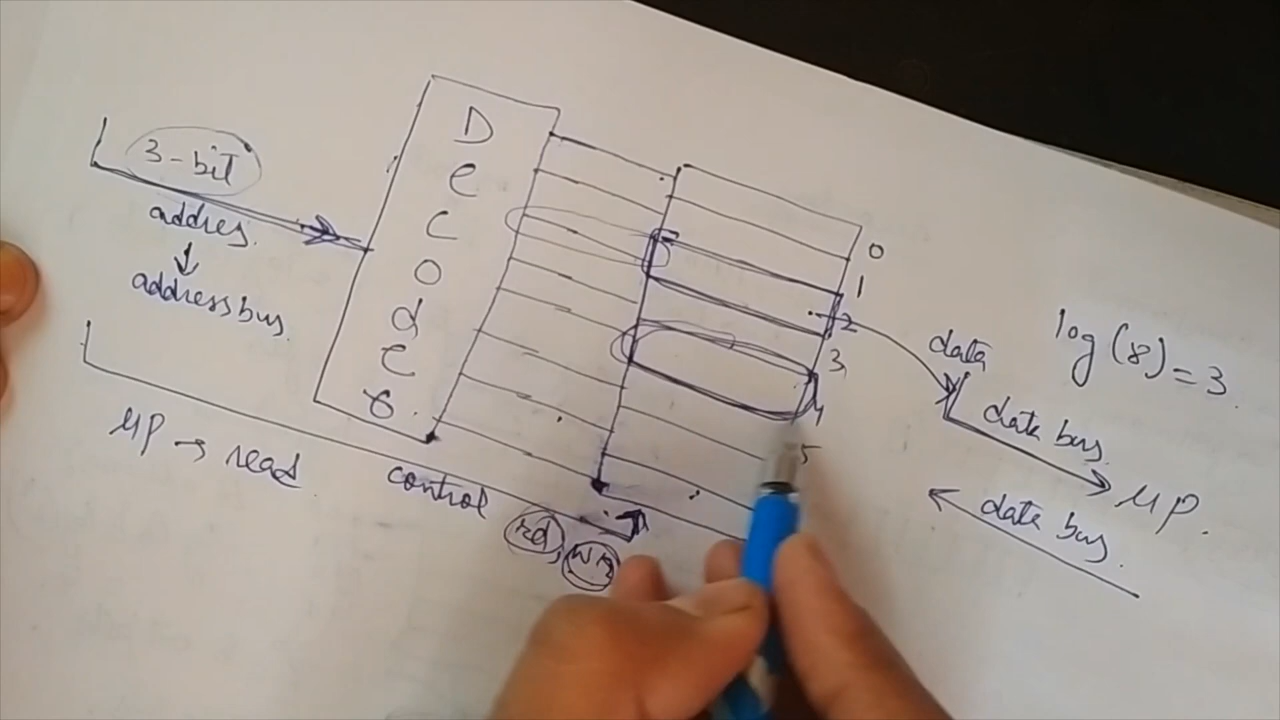 3-bit
addres.
↓
address bus.
Decoder.
0
1
2
3
4
5
data
data bus
μP.
data bus.
log(8)=3.
μP → read.
control
rd, wr